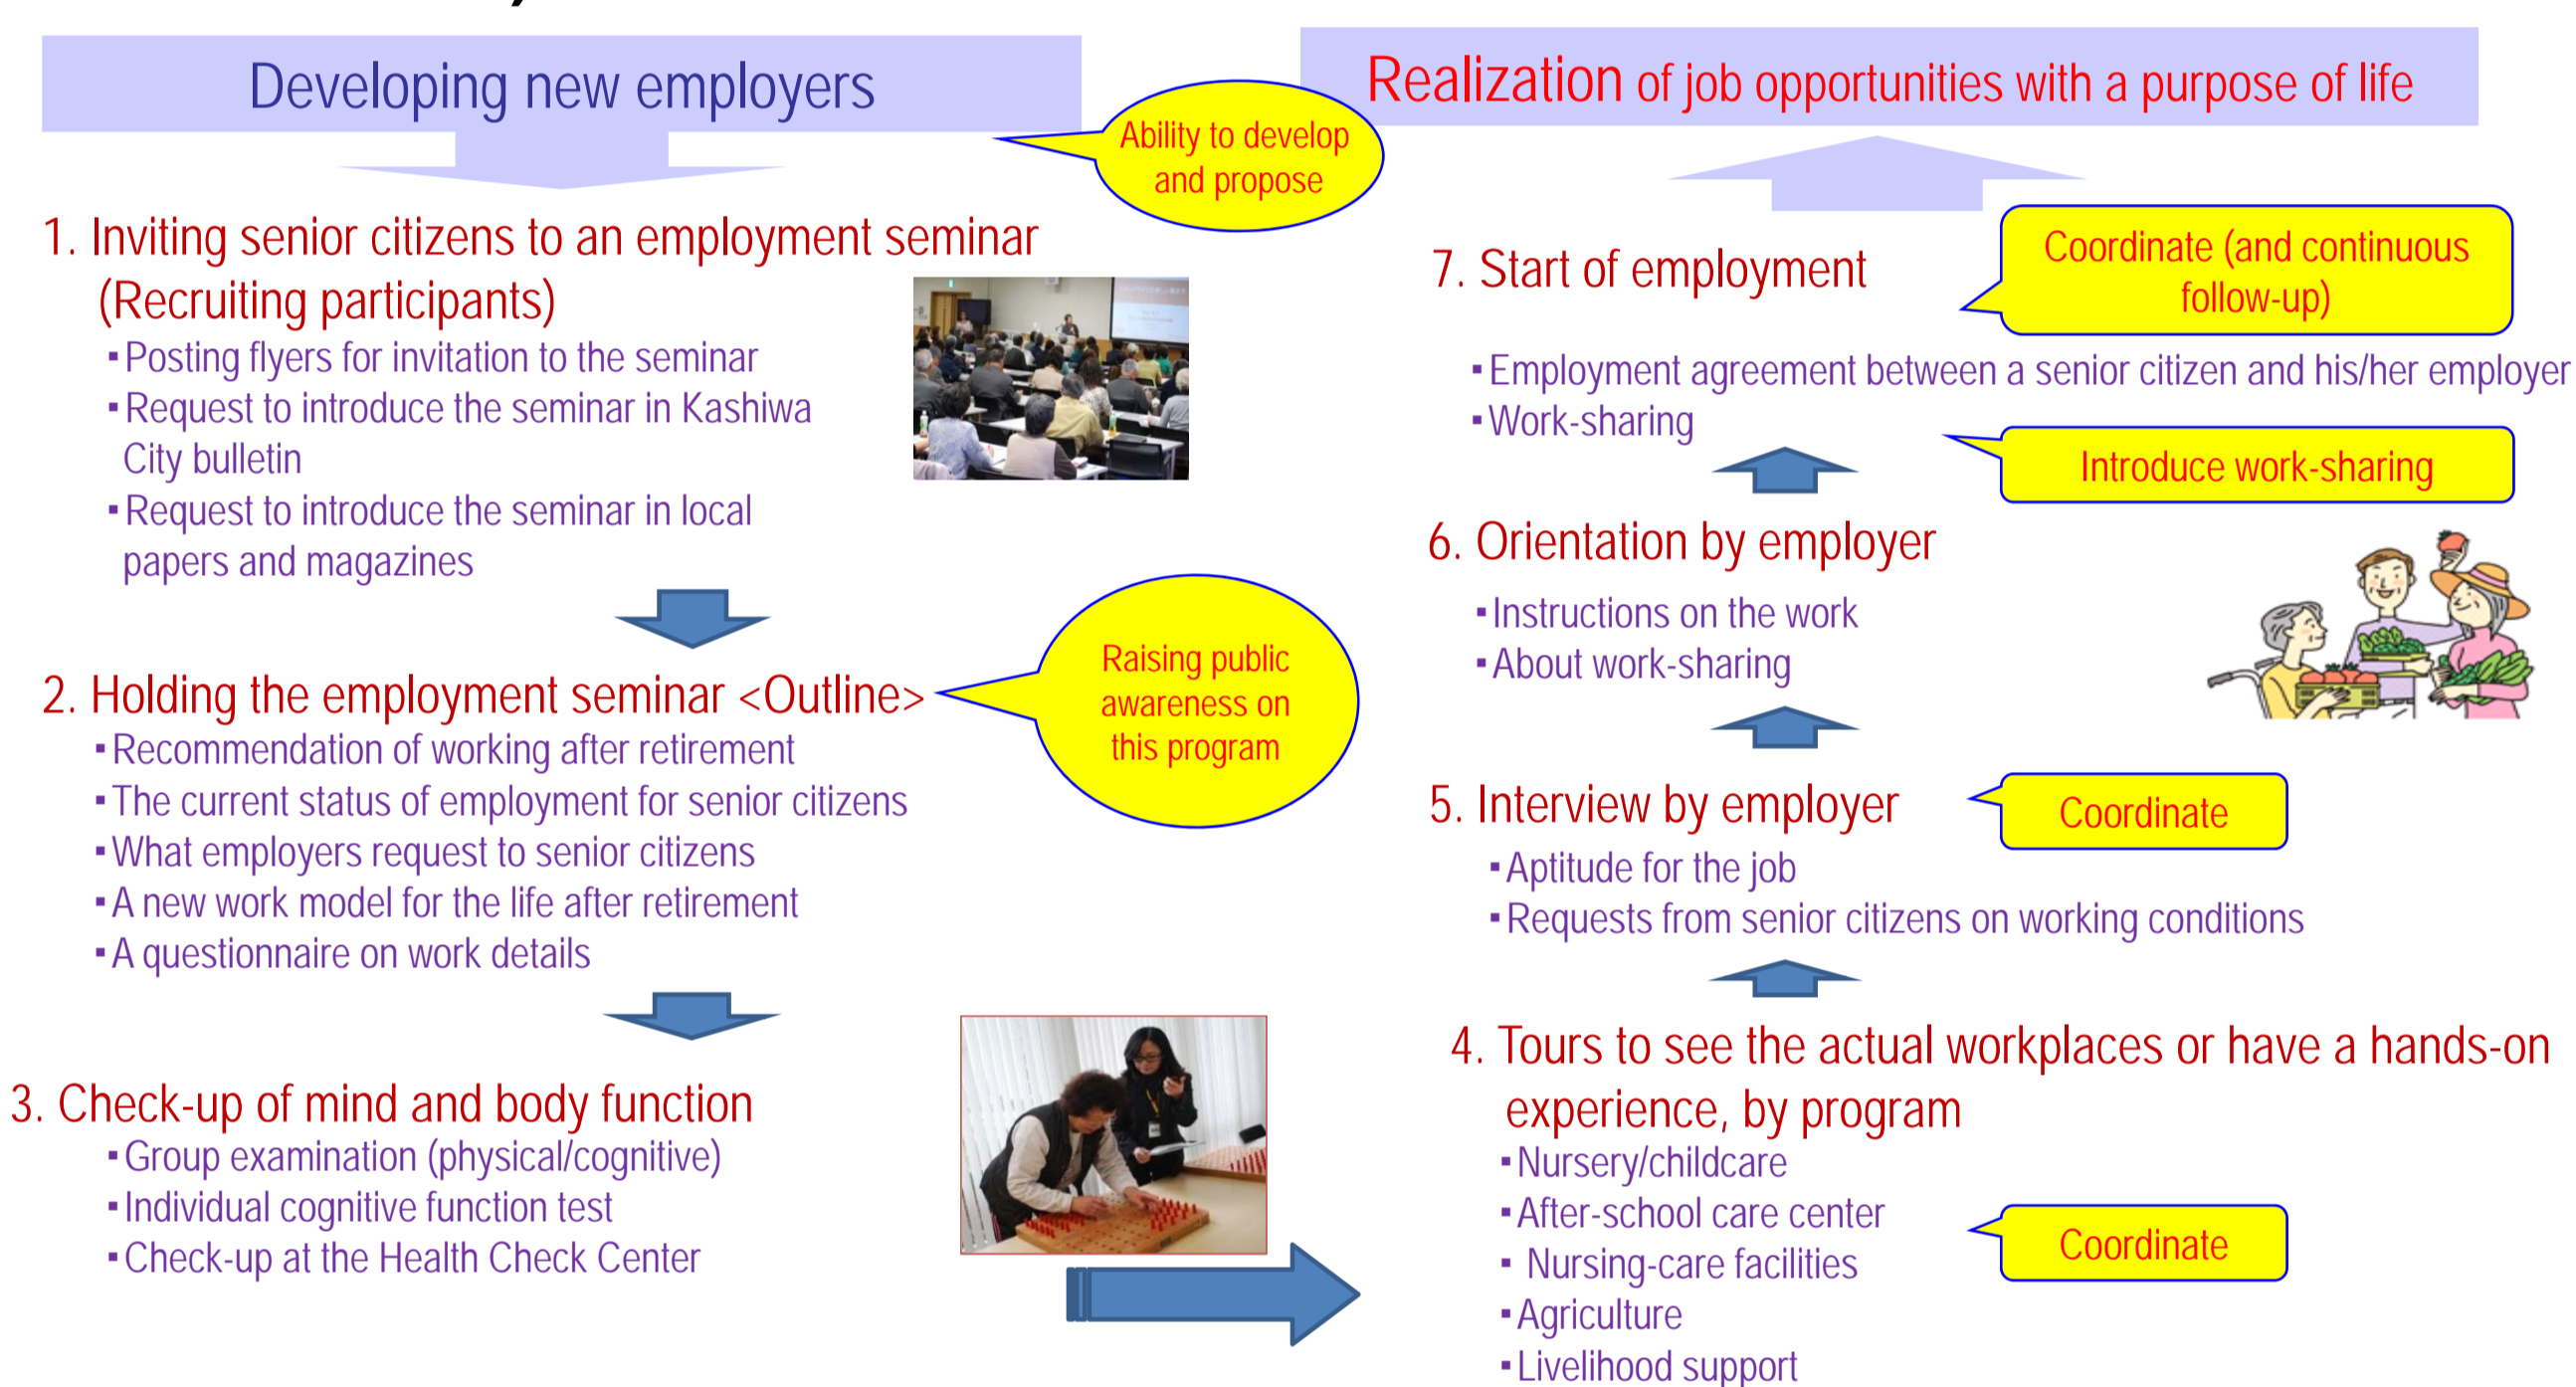 Developing new employers
Ability to develop
and propose
1. Inviting senior citizens to an employment seminar
(Recruiting participants)
▪Posting flyers for invitation to the seminar
▪Request to introduce the seminar in Kashiwa
City bulletin
▪Request to introduce the seminar in local
papers and magazines
2. Holding the employment seminar <Outline>
▪Recommendation of working after retirement
▪The current status of employment for senior citizens
▪What employers request to senior citizens
▪A new work model for the life after retirement
▪A questionnaire on work details
Raising public
awareness on
this program
3. Check-up of mind and body function
▪Group examination (physical/cognitive)
▪Individual cognitive function test
▪Check-up at the Health Check Center
Realization of job opportunities with a purpose of life
7. Start of employment
Coordinate (and continuous
follow-up)
▪Employment agreement between a senior citizen and his/her employer
▪Work-sharing
Introduce work-sharing
6. Orientation by employer
▪Instructions on the work
▪About work-sharing
5. Interview by employer
Coordinate
▪Aptitude for the job
▪Requests from senior citizens on working conditions
4. Tours to see the actual workplaces or have a hands-on
experience, by program
▪Nursery/childcare
▪After-school care center
▪ Nursing-care facilities
▪Agriculture
▪Livelihood support
Coordinate